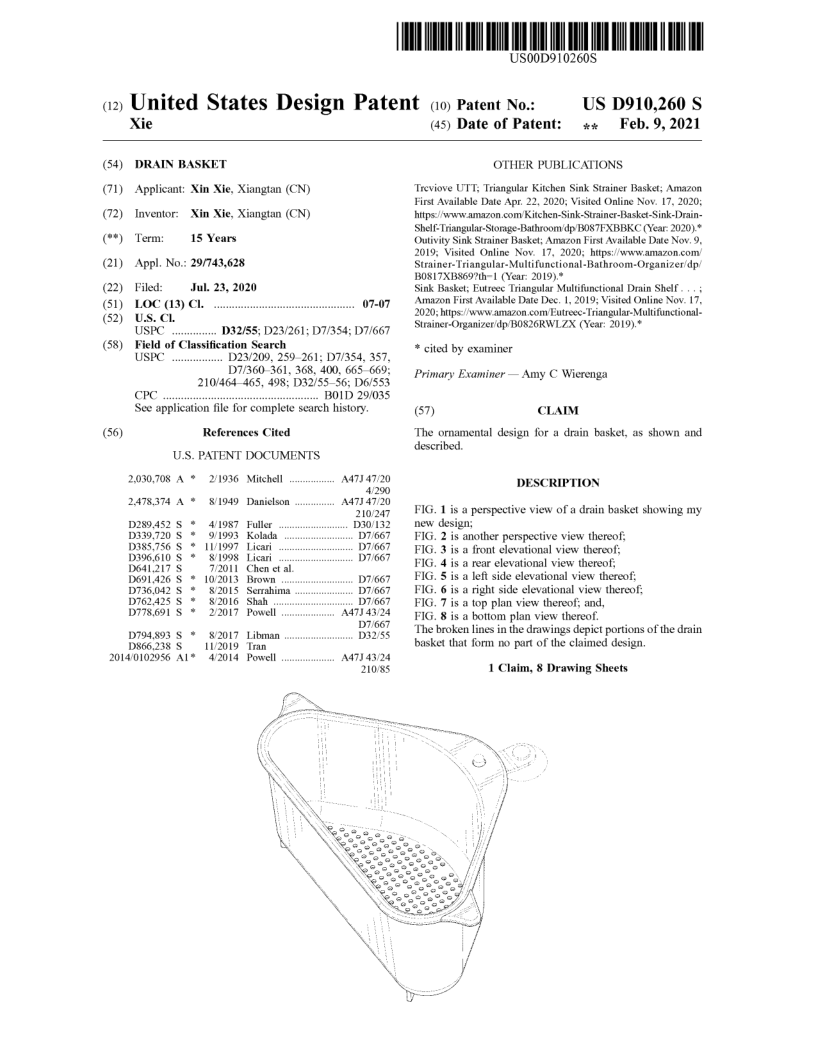 US00D910260S
(12) United States Design Patent
Xie
(10) Patent No.: US D910,260 S
(45) Date of Patent: ** Feb. 9, 2021
(54) DRAIN BASKET
(71) Applicant: Xin Xie, Xiangtan (CN)
(72) Inventor: Xin Xie, Xiangtan (CN)
(**) Term: 15 Years
(21) Appl. No.: 29/743,628
(22) Filed: Jul. 23, 2020
(51) LOC (13) Cl. ................................................ 07-07
(52) U.S. Cl.
USPC ............... D32/55; D23/261; D7/354; D7/667
(58) Field of Classification Search
USPC ................. D23/209, 259–261; D7/354, 357,
D7/360–361, 368, 400, 665–669;
210/464–465, 498; D32/55–56; D6/553
CPC .................................................... B01D 29/035
See application file for complete search history.
(56) References Cited
U.S. PATENT DOCUMENTS
2,030,708 A * 2/1936 Mitchell ................ A47J 47/20
4/290
2,478,374 A * 8/1949 Danielson .............. A47J 47/20
210/247
D289,452 S * 4/1987 Fuller .......................... D30/132
D339,720 S * 9/1993 Kolada .......................... D7/667
D385,756 S * 11/1997 Licari ............................ D7/667
D396,610 S * 8/1998 Licari ............................ D7/667
D641,217 S 7/2011 Chen et al.
D691,426 S * 10/2013 Brown ........................... D7/667
D736,042 S * 8/2015 Serrahima ...................... D7/667
D762,425 S * 8/2016 Shah .............................. D7/667
D778,691 S * 2/2017 Powell ................... A47J 43/24
D7/667
D794,893 S * 8/2017 Libman .......................... D32/55
D866,238 S 11/2019 Tran
2014/0102956 A1* 4/2014 Powell .................... A47J 43/24
210/85
OTHER PUBLICATIONS
Trcviove UTT; Triangular Kitchen Sink Strainer Basket; Amazon
First Available Date Apr. 22, 2020; Visited Online Nov. 17, 2020;
https://www.amazon.com/Kitchen-Sink-Strainer-Basket-Sink-Drain-
Shelf-Triangular-Storage-Bathroom/dp/B087FXBBKC (Year: 2020).*
Outivity Sink Strainer Basket; Amazon First Available Date Nov. 9,
2019; Visited Online Nov. 17, 2020; https://www.amazon.com/
Strainer-Triangular-Multifunctional-Bathroom-Organizer/dp/
B0817XB869?th=1 (Year: 2019).*
Sink Basket; Eutreec Triangular Multifunctional Drain Shelf . . . ;
Amazon First Available Date Dec. 1, 2019; Visited Online Nov. 17,
2020; https://www.amazon.com/Eutreec-Triangular-Multifunctional-
Strainer-Organizer/dp/B0826RWLZX (Year: 2019).*
* cited by examiner
Primary Examiner — Amy C Wierenga
(57) CLAIM
The ornamental design for a drain basket, as shown and
described.
DESCRIPTION
FIG. 1 is a perspective view of a drain basket showing my
new design;
FIG. 2 is another perspective view thereof;
FIG. 3 is a front elevational view thereof;
FIG. 4 is a rear elevational view thereof;
FIG. 5 is a left side elevational view thereof;
FIG. 6 is a right side elevational view thereof;
FIG. 7 is a top plan view thereof; and,
FIG. 8 is a bottom plan view thereof.
The broken lines in the drawings depict portions of the drain
basket that form no part of the claimed design.
1 Claim, 8 Drawing Sheets